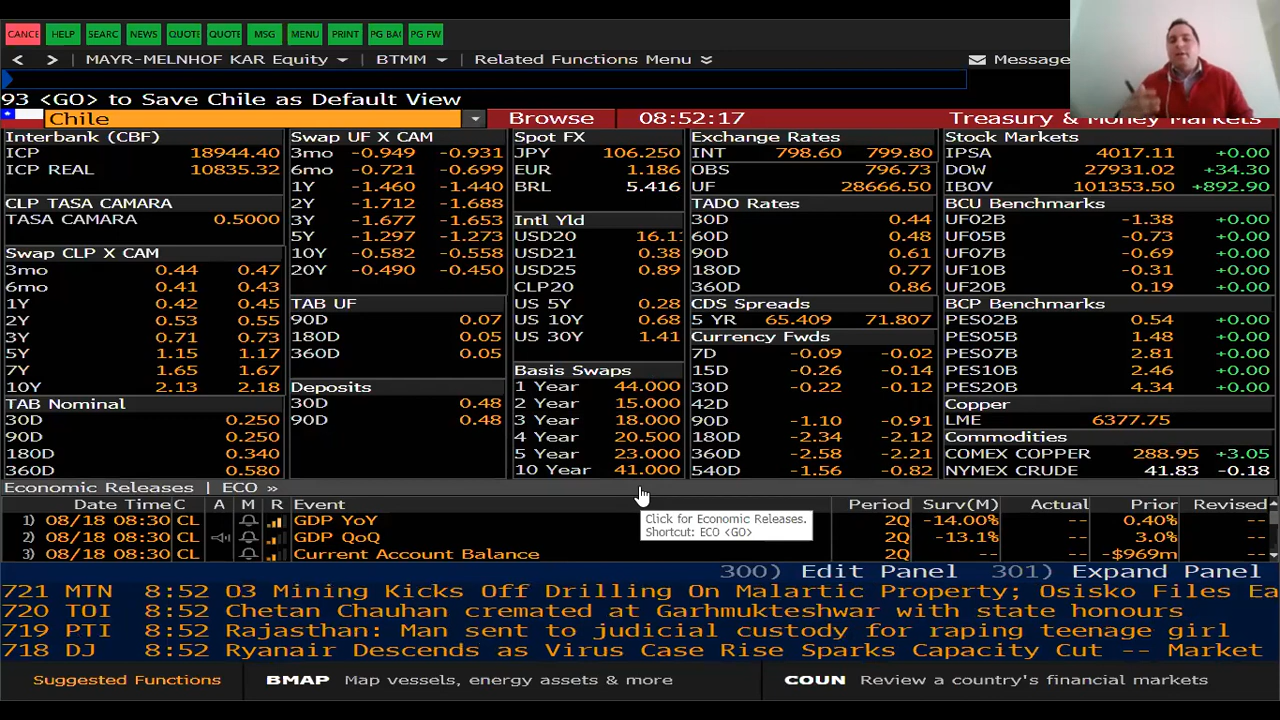 CANC HELP SEARC NEWS QUOTE QUOTE MSG MENU PRINT PG BAC PG FW
< > MAYR-MELNHOF KAR Equity BTMM Related Functions Menu Message
93 <GO> to Save Chile as Default View
Chile Browse 08:52:17 Treasury & Money Markets
Interbank (CBF)
ICP 18944.40
ICP REAL 10835.32
CLP TASA CAMARA
TASA CAMARA 0.5000
Swap CLP X CAM
3mo 0.44 0.47
6mo 0.41 0.43
1Y 0.42 0.45
2Y 0.53 0.55
3Y 0.71 0.73
5Y 1.15 1.17
7Y 1.65 1.67
10Y 2.13 2.18
TAB Nominal
30D 0.250
90D 0.250
180D 0.340
360D 0.580
Swap UF X CAM
3mo -0.949 -0.931
6mo -0.721 -0.699
1Y -1.460 -1.440
2Y -1.712 -1.688
3Y -1.677 -1.653
5Y -1.297 -1.273
10Y -0.582 -0.558
20Y -0.490 -0.450
TAB UF
90D 0.07
180D 0.05
360D 0.05
Deposits
30D 0.48
90D 0.48
Spot FX
JPY 106.250
EUR 1.186
BRL 5.416
Intl Yld
USD20 16.11
USD21 0.38
USD25 0.89
CLP20
US 5Y 0.28
US 10Y 0.68
US 30Y 1.41
Basis Swaps
1 Year 44.000
2 Year 15.000
3 Year 18.000
4 Year 20.500
5 Year 23.000
10 Year 41.000
Exchange Rates
INT 798.60 799.80
OBS 796.73
UF 28666.50
TADO Rates
30D 0.44
60D 0.48
90D 0.61
180D 0.77
360D 0.86
CDS Spreads
5 YR 65.409 71.807
Currency Fwds
7D -0.09 -0.02
15D -0.26 -0.14
30D -0.22 -0.12
42D
90D -1.10 -0.91
180D -2.34 -2.12
360D -2.58 -2.21
540D -1.56 -0.82
Stock Markets
IPSA 4017.11 +0.00
DOW 27931.02 +34.30
IBOV 101353.50 +892.90
BCU Benchmarks
UF02B -1.38 +0.00
UF05B -0.73 +0.00
UF07B -0.69 +0.00
UF10B -0.31 +0.00
UF20B 0.19 +0.00
BCP Benchmarks
PES02B 0.54 +0.00
PES05B 1.48 +0.00
PES07B 2.81 +0.00
PES10B 2.46 +0.00
PES20B 4.34 +0.00
Copper
LME 6377.75
Commodities
COMEX COPPER 288.95 +3.05
NYMEX CRUDE 41.83 -0.18
Economic Releases | ECO »
Date Time C A M R Event Period Surv(M) Actual Prior Revised
1) 08/18 08:30 CL GDP YoY 2Q -14.00% -- 0.40% --
2) 08/18 08:30 CL GDP QoQ 2Q -13.1% -- 3.0% --
3) 08/18 08:30 CL Current Account Balance 2Q -- -- -$969m --
Click for Economic Releases.
Shortcut: ECO <GO>
300) Edit Panel 301) Expand Panel
721 MTN 8:52 O3 Mining Kicks Off Drilling On Malartic Property; Osisko Files Ea
720 TOI 8:52 Chetan Chauhan cremated at Garhmukteshwar with state honours
719 PTI 8:52 Rajasthan: Man sent to judicial custody for raping teenage girl
718 DJ 8:52 Ryanair Descends as Virus Case Rise Sparks Capacity Cut -- Market
Suggested Functions BMAP Map vessels, energy assets & more COUN Review a country's financial markets